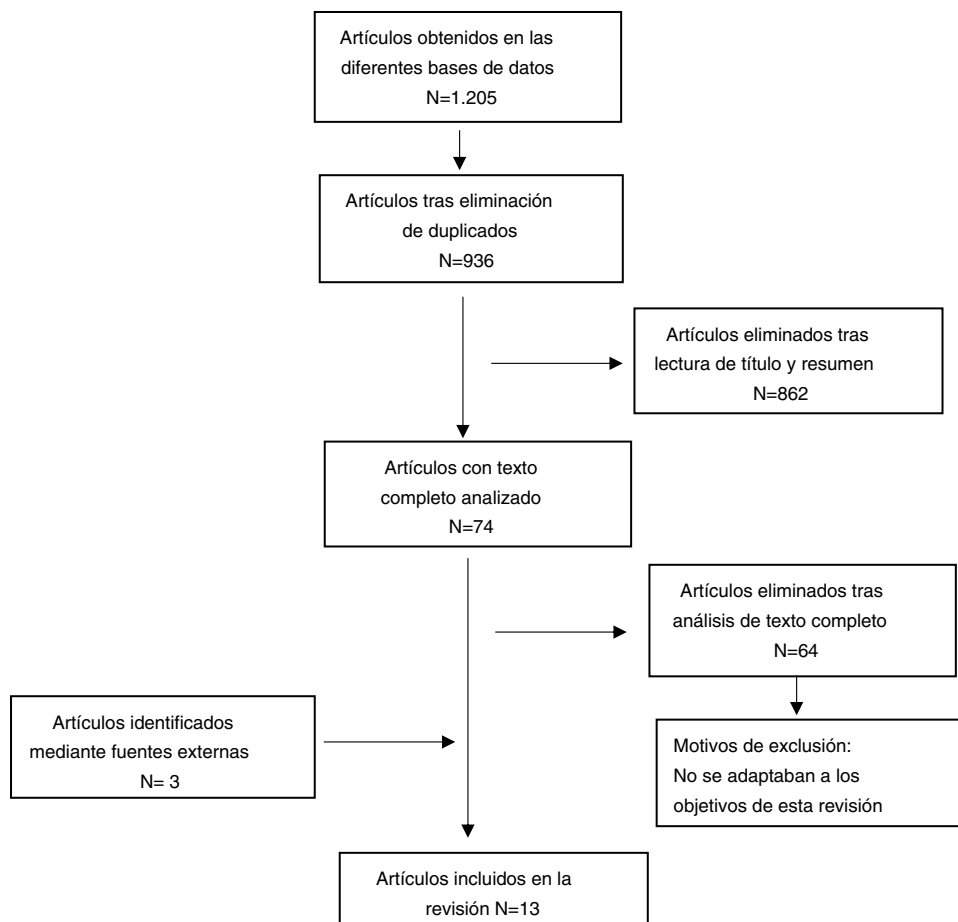 Artículos obtenidos en las
diferentes bases de datos
N=1.205
Artículos tras eliminación
de duplicados
N=936
Artículos eliminados tras
lectura de título y resumen
N=862
Artículos con texto
completo analizado
N=74
Artículos eliminados tras
análisis de texto completo
N=64
Artículos identificados
mediante fuentes externas
N= 3
Motivos de exclusión:
No se adaptaban a los
objetivos de esta revisión
Artículos incluidos en la
revisión N=13